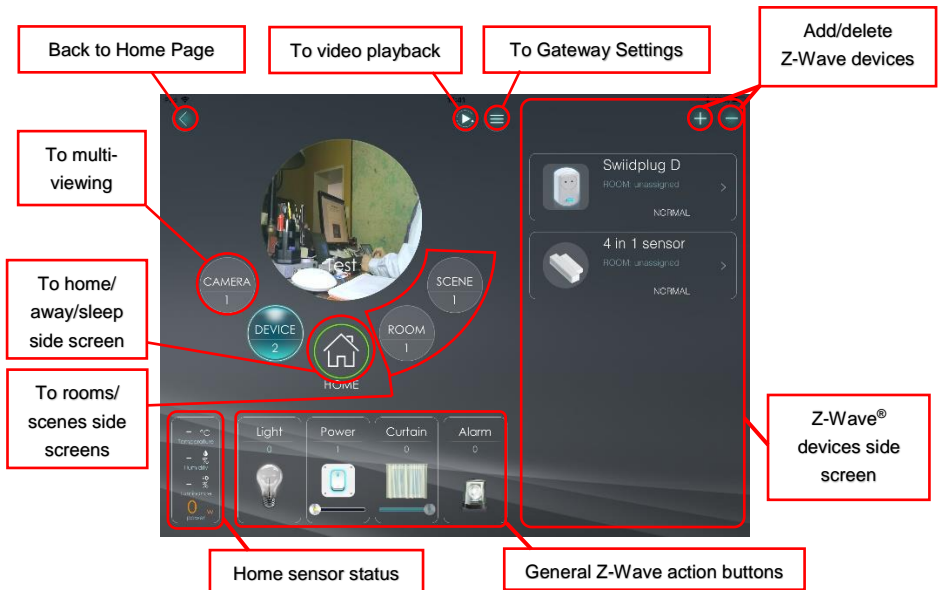 Back to Home Page
To video playback
To Gateway Settings
Add/delete
Z-Wave devices
To multi-
viewing
To home/
away/sleep
side screen
To rooms/
scenes side
screens
Test
CAMERA
1
DEVICE
2
HOME
ROOM
1
SCENE
1
Swiidplug D
ROOM: unassigned
NORMAL
4 in 1 sensor
ROOM: unassigned
NORMAL
Z-Wave®
devices side
screen
- °C
Temperature
- %
Humidity
-
0 w
power
Light
0
Power
1
Curtain
0
Alarm
0
Home sensor status
General Z-Wave action buttons